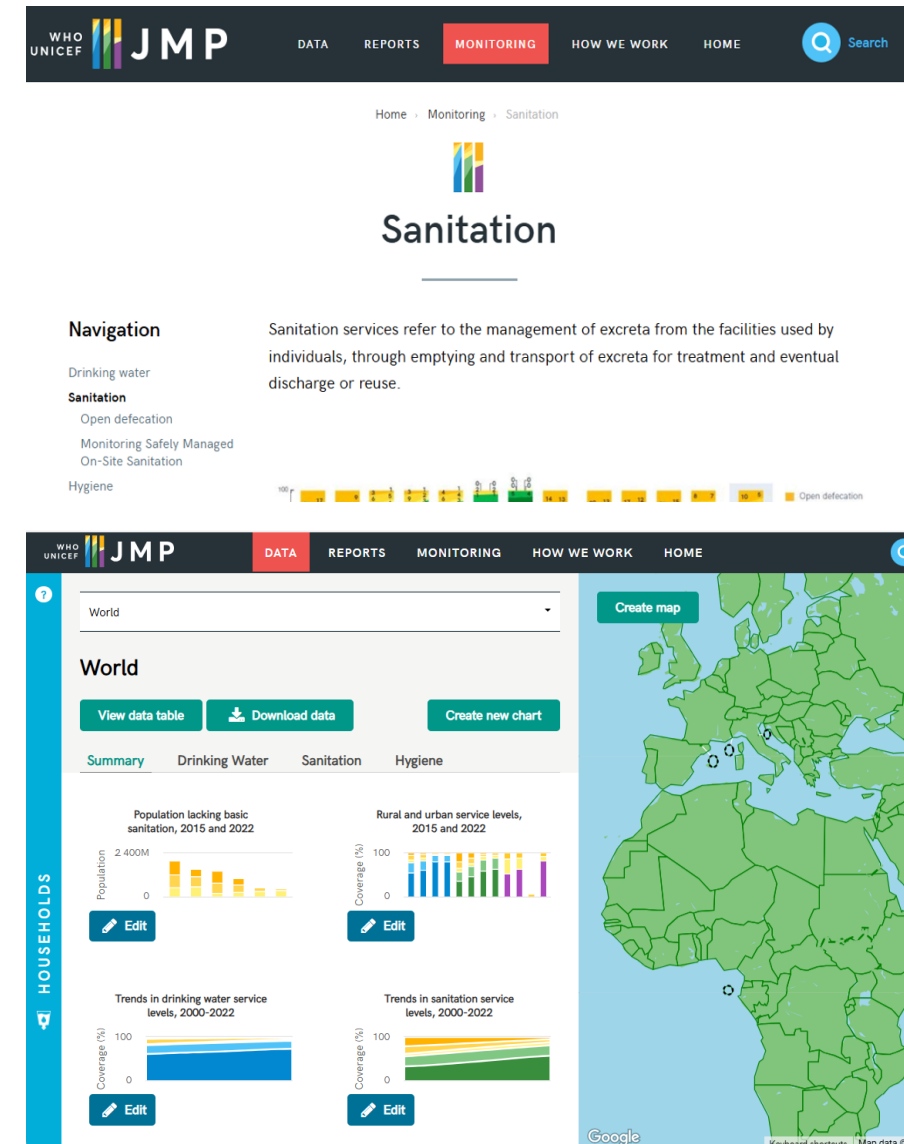 WHO
UNICEF
JMP
DATA REPORTS MONITORING HOW WE WORK HOME
Search
Home › Monitoring › Sanitation
Sanitation
Navigation
Drinking water
Sanitation
Open defecation
Monitoring Safely Managed
On-Site Sanitation
Hygiene
Sanitation services refer to the management of excreta from the facilities used by
individuals, through emptying and transport of excreta for treatment and eventual
discharge or reuse.
100
Open defecation
WHO
UNICEF
JMP
DATA REPORTS MONITORING HOW WE WORK HOME
?
HOUSEHOLDS
World
World
View data table
Download data
Create new chart
Summary Drinking Water Sanitation Hygiene
Population lacking basic
sanitation, 2015 and 2022
Population
2 400M
0
Edit
Rural and urban service levels,
2015 and 2022
Coverage (%)
100
0
Edit
Trends in drinking water service
levels, 2000-2022
Coverage (%)
100
0
Edit
Trends in sanitation service
levels, 2000-2022
Coverage (%)
100
0
Edit
Create map
Google
Keyboard shortcuts
Map data